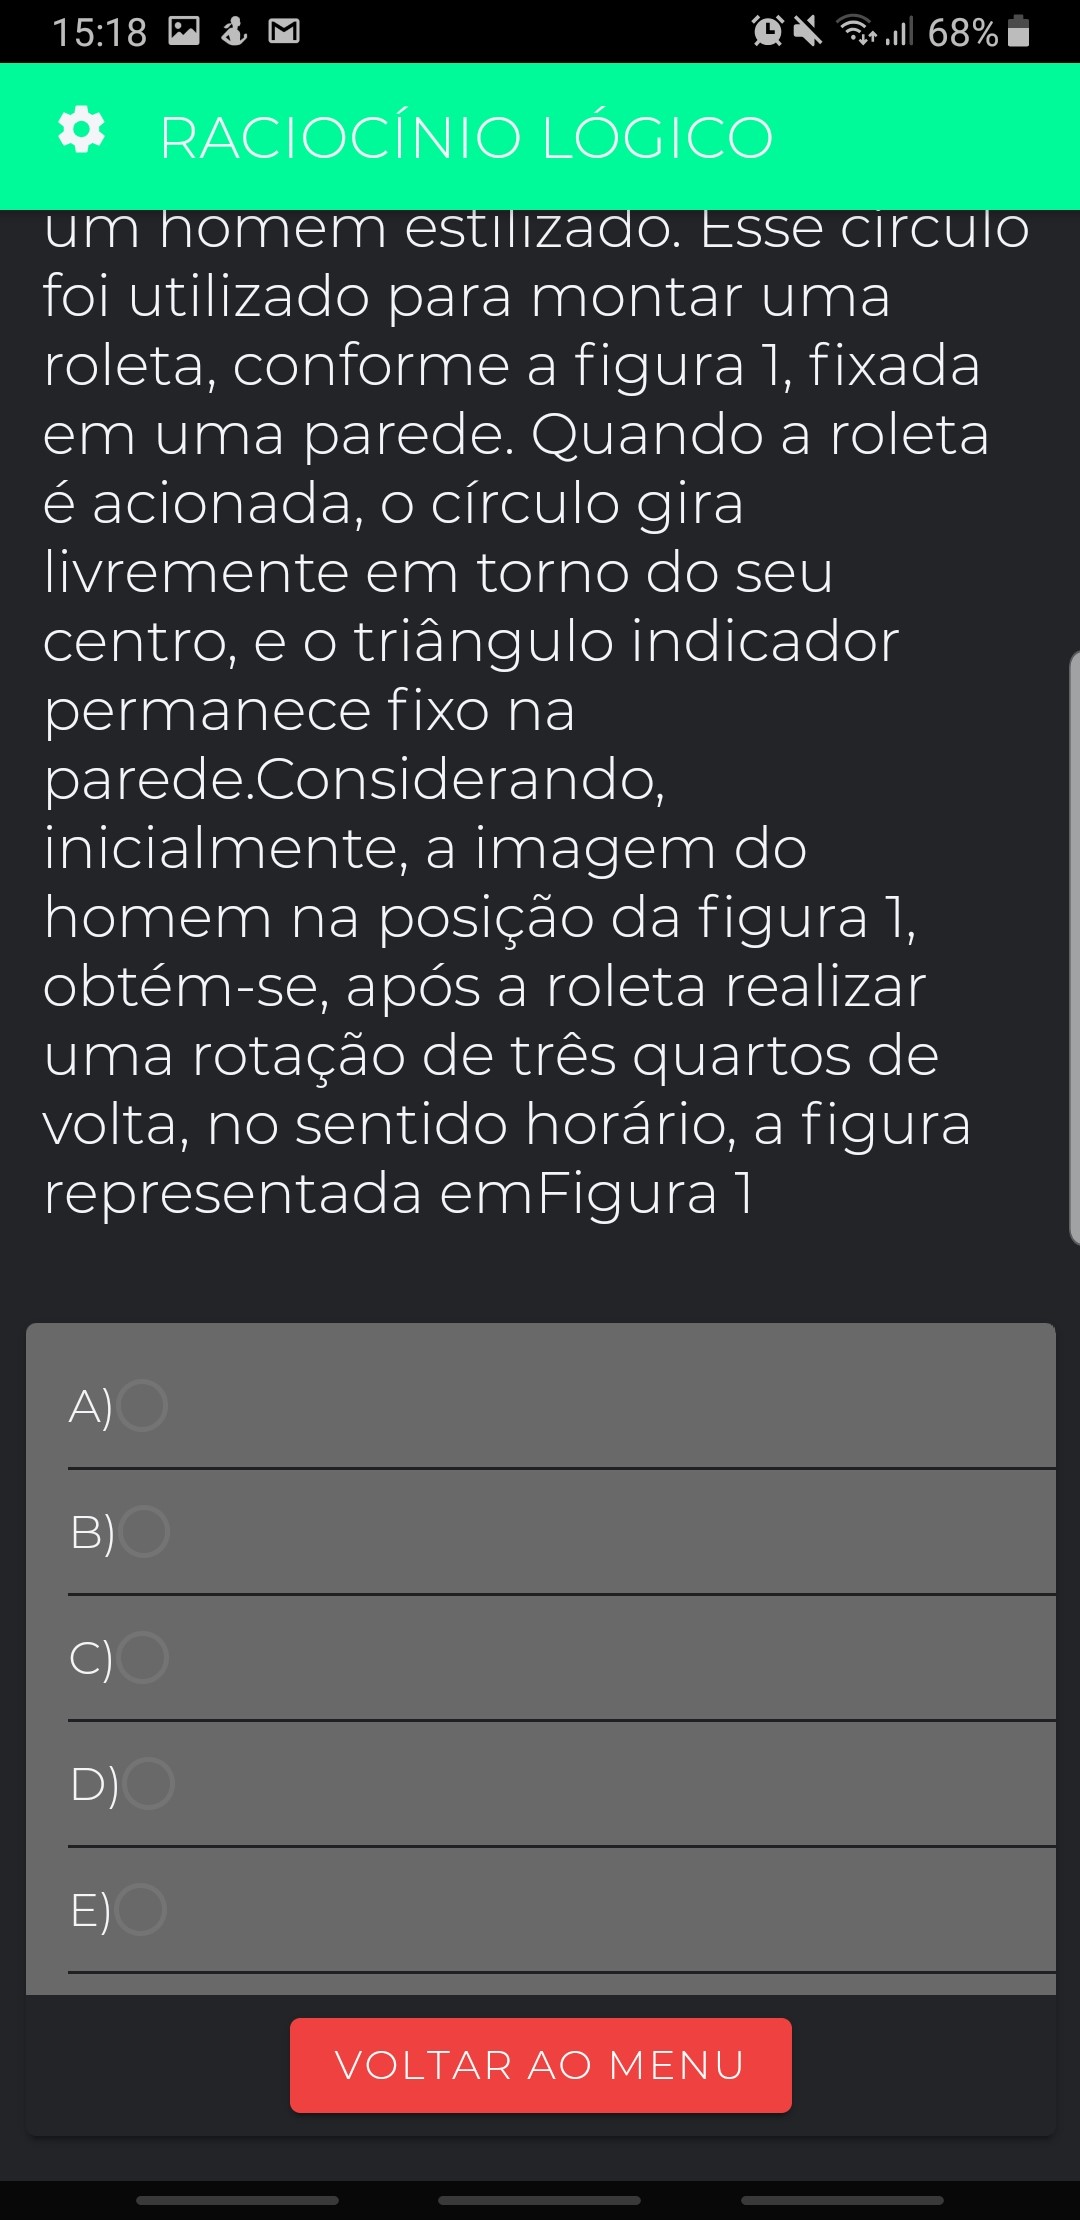 15:18
68%
RACIOCÍNIO LÓGICO
um homem estilizado. Esse círculo
foi utilizado para montar uma
roleta, conforme a figura 1, fixada
em uma parede. Quando a roleta
é acionada, o círculo gira
livremente em torno do seu
centro, e o triângulo indicador
permanece fixo na
parede.Considerando,
inicialmente, a imagem do
homem na posição da figura 1,
obtém-se, após a roleta realizar
uma rotação de três quartos de
volta, no sentido horário, a figura
representada emFigura 1
A)
B)
C)
D)
E)
VOLTAR AO MENU